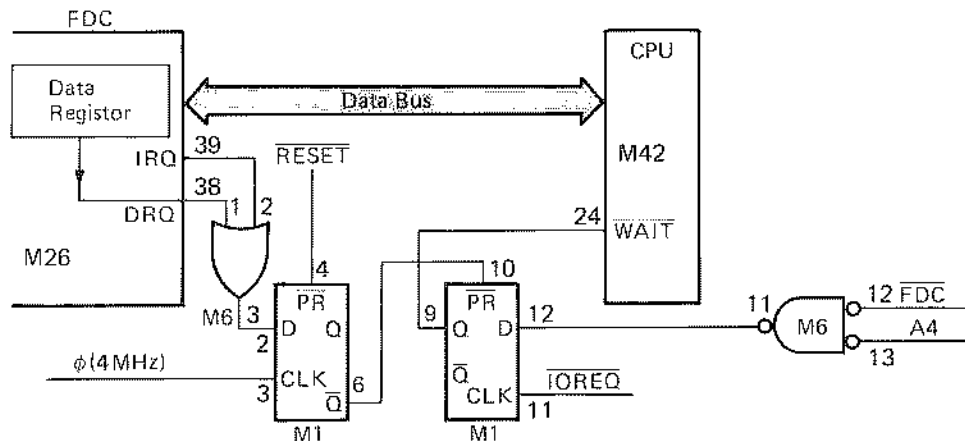 FDC
CPU
Data
Registor
Data Bus
M42
IRQ
39
RESET
38
1
2
DRQ
24
WAIT
M26
4
10
PR
PR
11
12
FDC
M6
3
9
12
M6
A4
D
Q
Q
D
13
2
φ(4MHz)
CLK
6
Q
IOREQ
3
Q
CLK
11
M1
M1